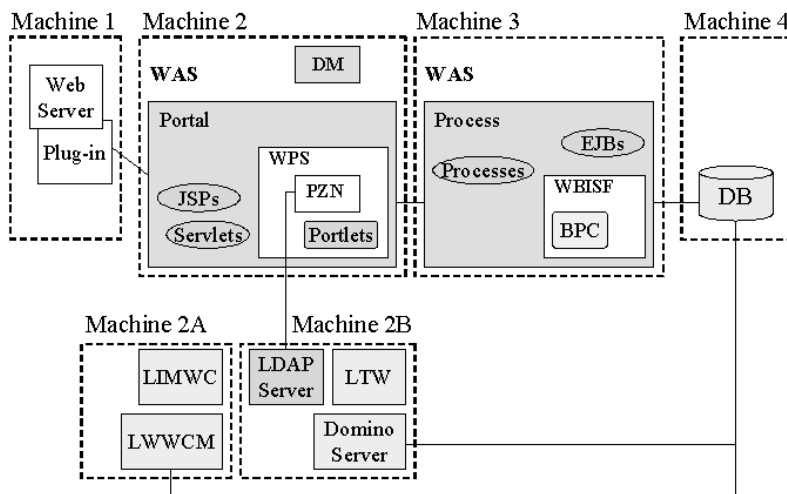 Machine 1
Machine 2
Machine 3
Machine 4
Web
Server
Plug-in
WAS
DM
Portal
WPS
PZN
JSPs
Servlets
Portlets
WAS
Process
EJBs
Processes
WBISF
BPC
DB
Machine 2A
Machine 2B
LIMWC
LWWCM
LDAP
Server
LTW
Domino
Server